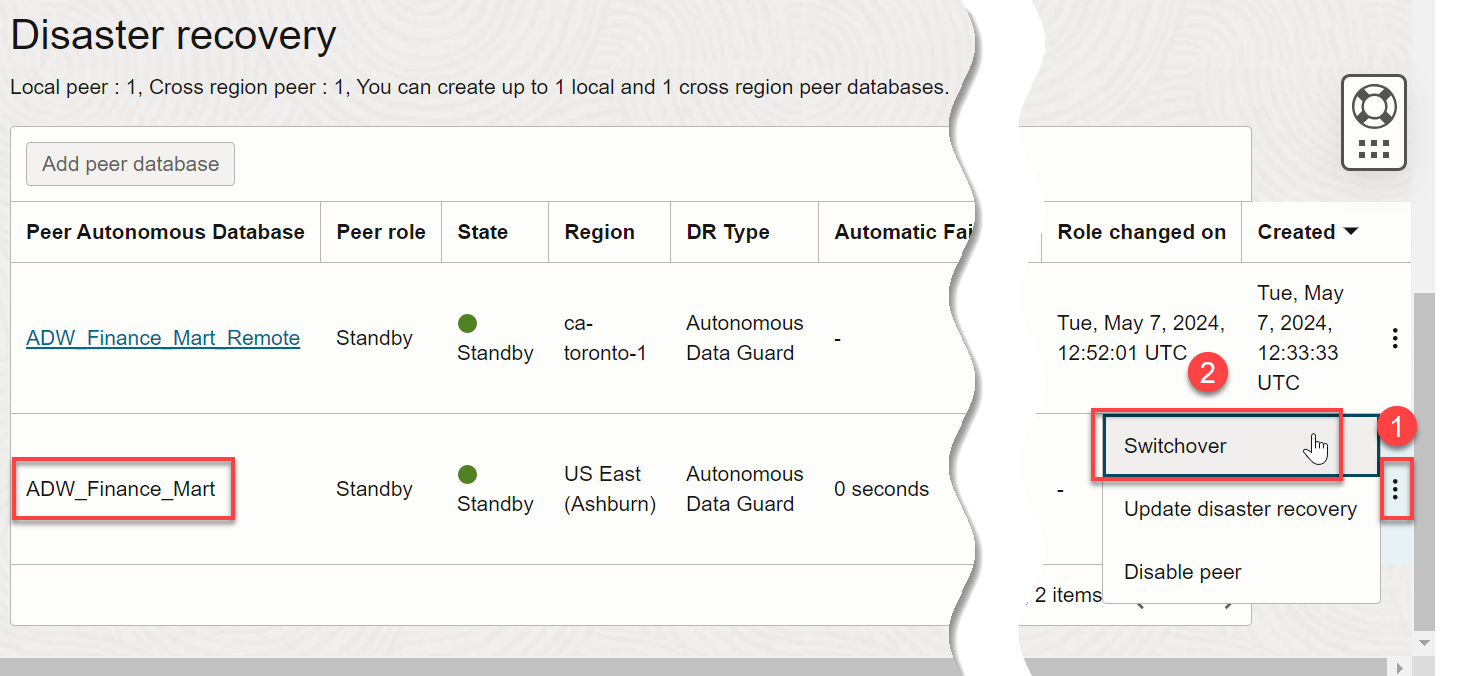 Disaster recovery
Local peer : 1, Cross region peer : 1, You can create up to 1 local and 1 cross region peer databases.
Add peer database
Peer Autonomous Database Peer role State Region DR Type Automatic Fai Role changed on Created
ADW_Finance_Mart_Remote Standby Standby ca-toronto-1 Autonomous Data Guard - Tue, May 7, 2024, 12:52:01 UTC Tue, May 7, 2024, 12:33:33 UTC
2
1
ADW_Finance_Mart Standby Standby US East (Ashburn) Autonomous Data Guard 0 seconds -
Switchover
Update disaster recovery
Disable peer
2 items